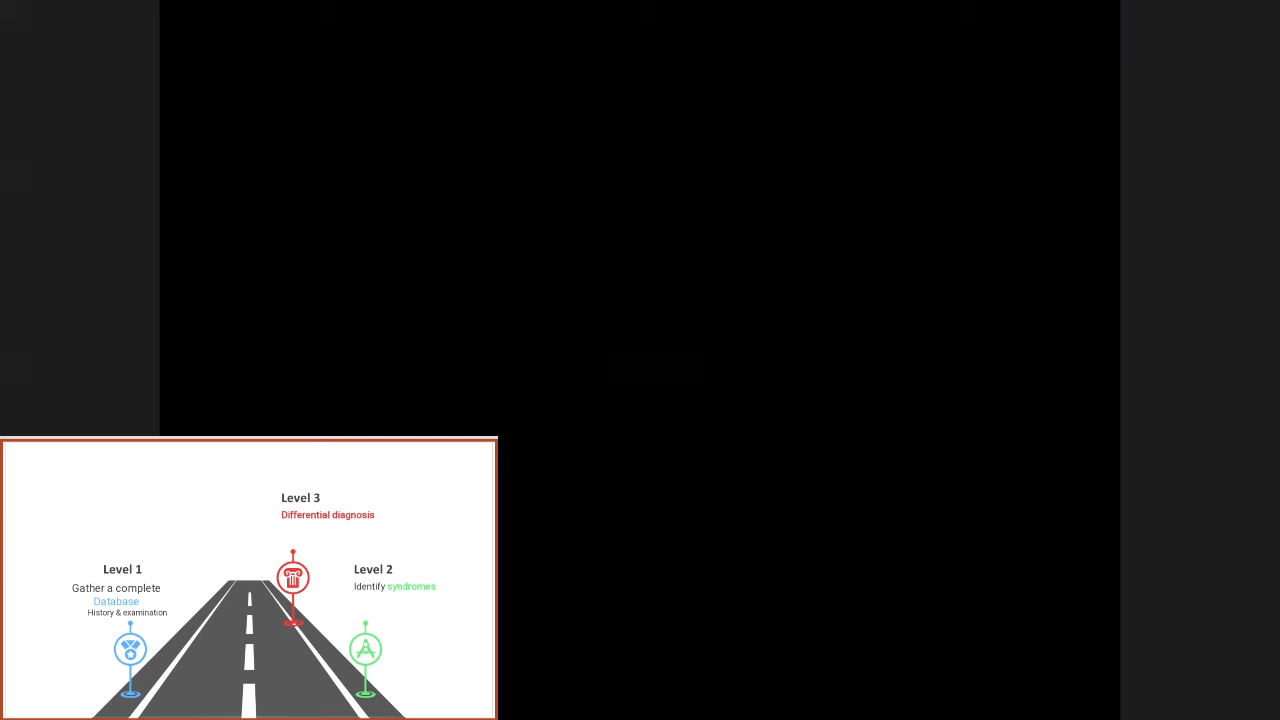 Level 3
Differential diagnosis
Level 1
Gather a complete
Database
History & examination
Level 2
Identify syndromes